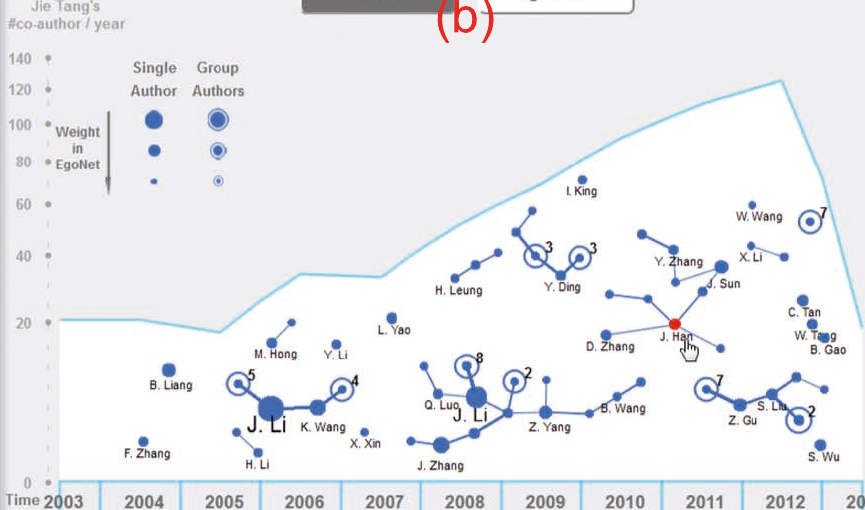 Jie Tang's
#co-author / year
(b)
140
120
100
80
60
40
20
0
Single Author
Group Authors
Weight in EgoNet
I. King
W. Wang
7
3
3
Y. Zhang
X. Li
H. Leung
Y. Ding
J. Sun
C. Tan
L. Yao
W. Tang
M. Hong
Y. Li
D. Zhang
J. Han
B. Gao
B. Liang
5
4
8
2
7
Q. Luo
J. Li
J. Li
K. Wang
B. Wang
S. Liu
2
Z. Yang
Z. Gu
F. Zhang
H. Li
X. Xin
J. Zhang
S. Wu
Time
2003
2004
2005
2006
2007
2008
2009
2010
2011
2012
20